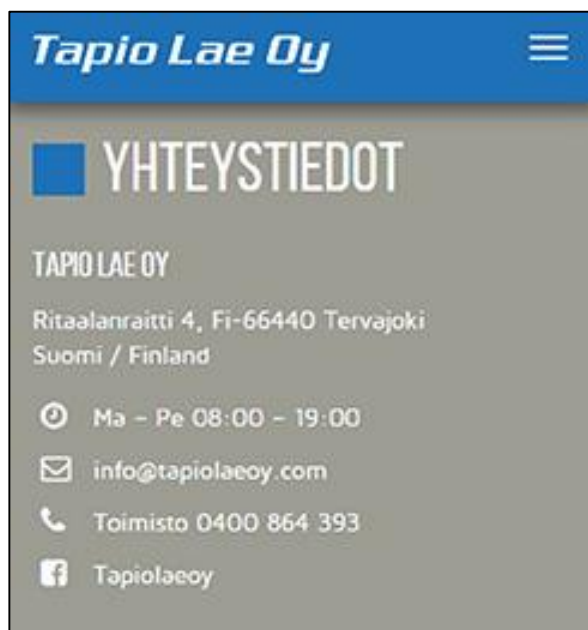 Tapio Lae Oy
YHTEYSTIEDOT
TAPIO LAE OY
Ritaalanraitti 4, Fi-66440 Tervajoki
Suomi / Finland
Ma – Pe 08:00 – 19:00
info@tapiolaeoy.com
Toimisto 0400 864 393
Tapiolaeoy